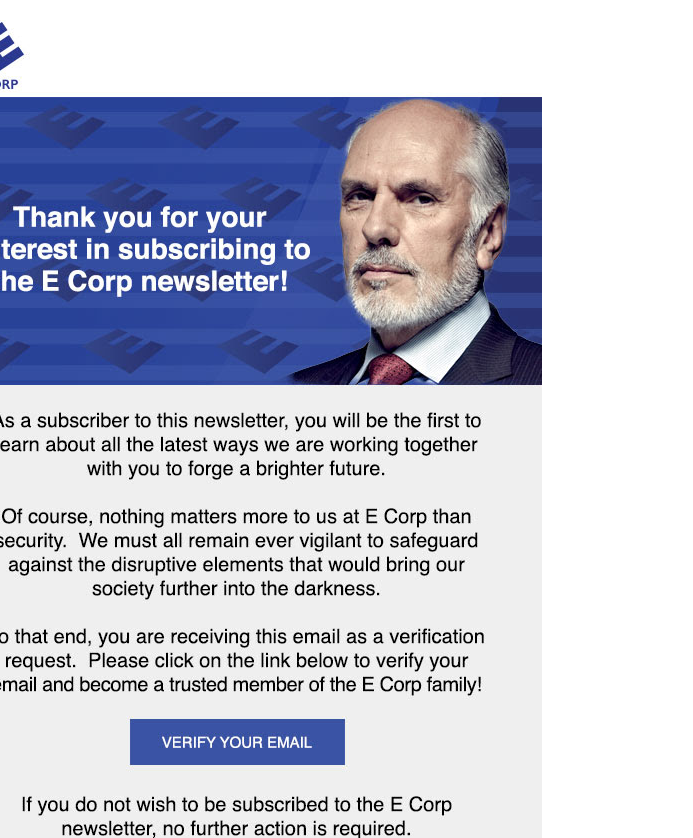 ORP
Thank you for your
terest in subscribing to
he E Corp newsletter!
As a subscriber to this newsletter, you will be the first to
earn about all the latest ways we are working together
with you to forge a brighter future.
Of course, nothing matters more to us at E Corp than
security.  We must all remain ever vigilant to safeguard
against the disruptive elements that would bring our
society further into the darkness.
o that end, you are receiving this email as a verification
request.  Please click on the link below to verify your
email and become a trusted member of the E Corp family!
VERIFY YOUR EMAIL
If you do not wish to be subscribed to the E Corp
newsletter, no further action is required.